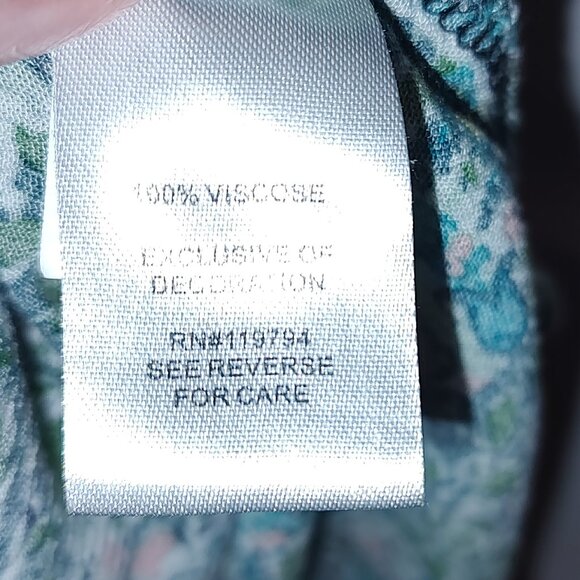 100% VISCOSE
EXCLUSIVE OF
DECORATION
RN#119794
SEE REVERSE
FOR CARE